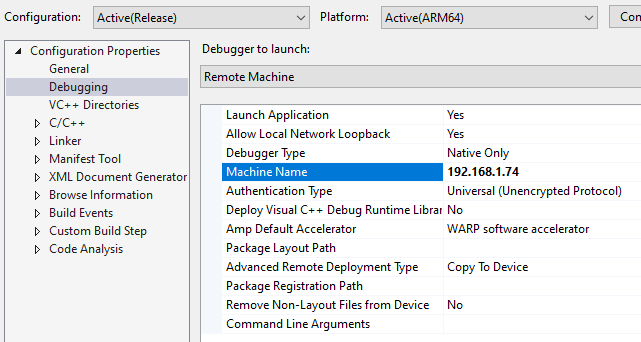 Configuration: Active(Release) Platform: Active(ARM64) Con
Configuration Properties
General
Debugging
VC++ Directories
C/C++
Linker
Manifest Tool
XML Document Generator
Browse Information
Build Events
Custom Build Step
Code Analysis
Debugger to launch:
Remote Machine
Launch Application Yes
Allow Local Network Loopback Yes
Debugger Type Native Only
Machine Name 192.168.1.74
Authentication Type Universal (Unencrypted Protocol)
Deploy Visual C++ Debug Runtime Librar No
Amp Default Accelerator WARP software accelerator
Package Layout Path
Advanced Remote Deployment Type Copy To Device
Package Registration Path
Remove Non-Layout Files from Device No
Command Line Arguments